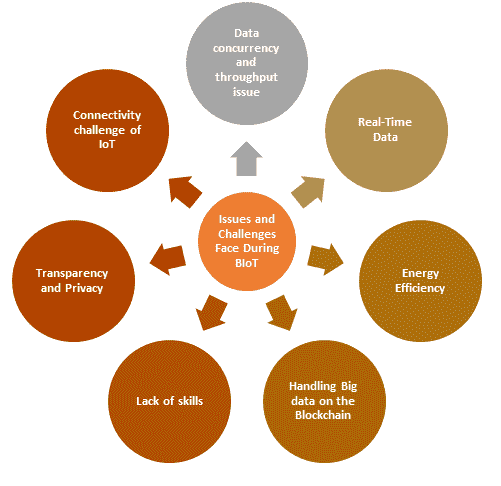 Data
concurrency
and
throughput
issue
Real-Time
Data
Energy
Efficiency
Handling Big
data on the
Blockchain
Lack of skills
Transparency
and Privacy
Connectivity
challenge of
IoT
Issues and
Challenges
Face During
BIoT